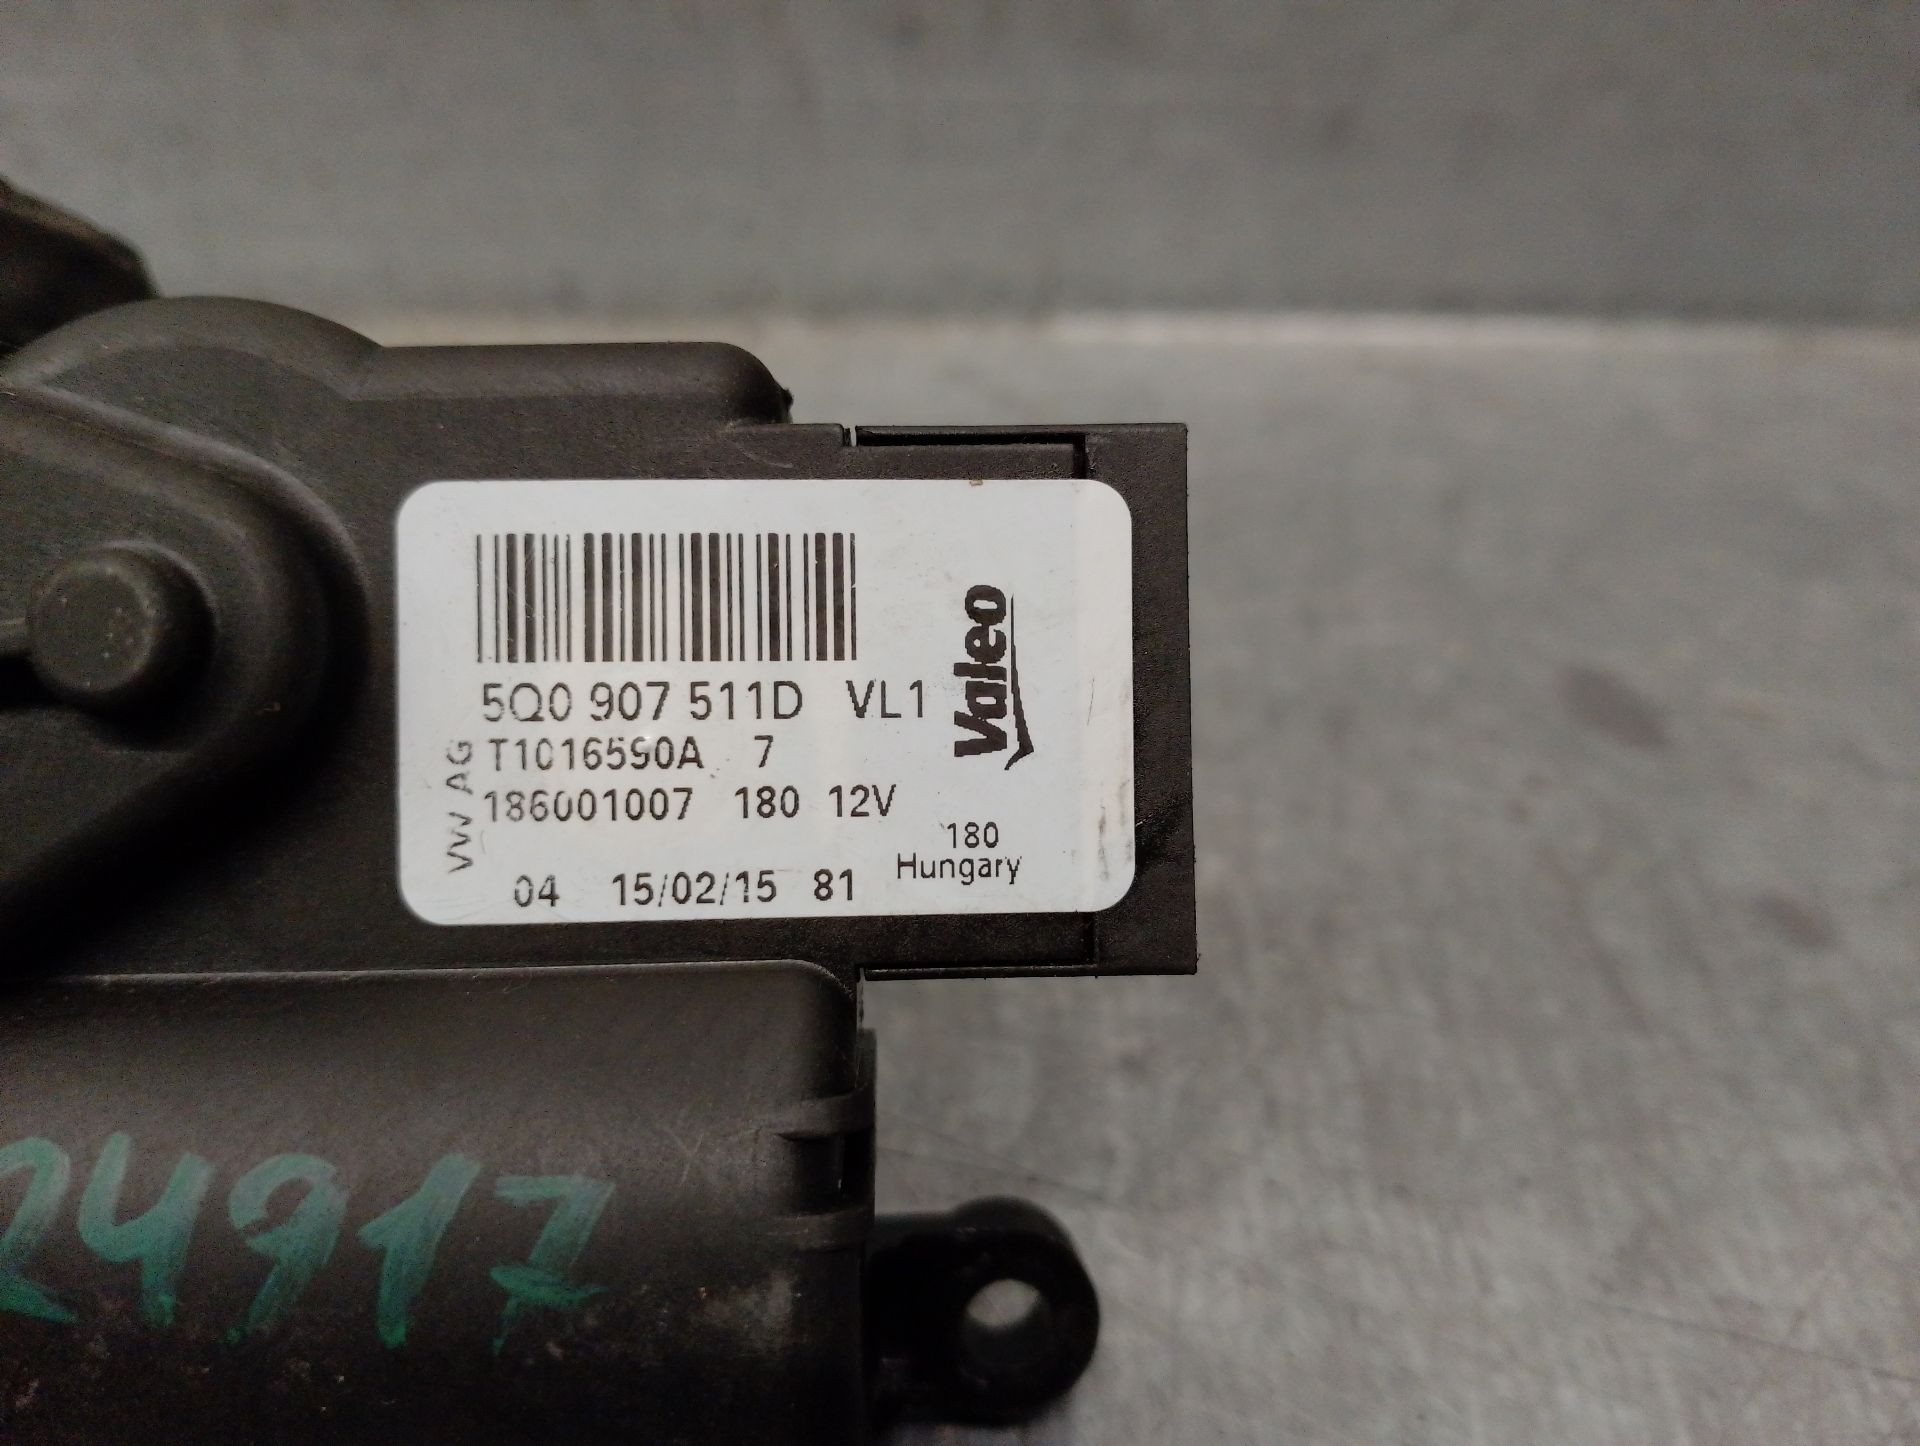 5Q0 907 511D VL1
T1016590A 7
186001007 180 12V
04 15/02/15 81
VW AG
Valeo
180
Hungary
24917